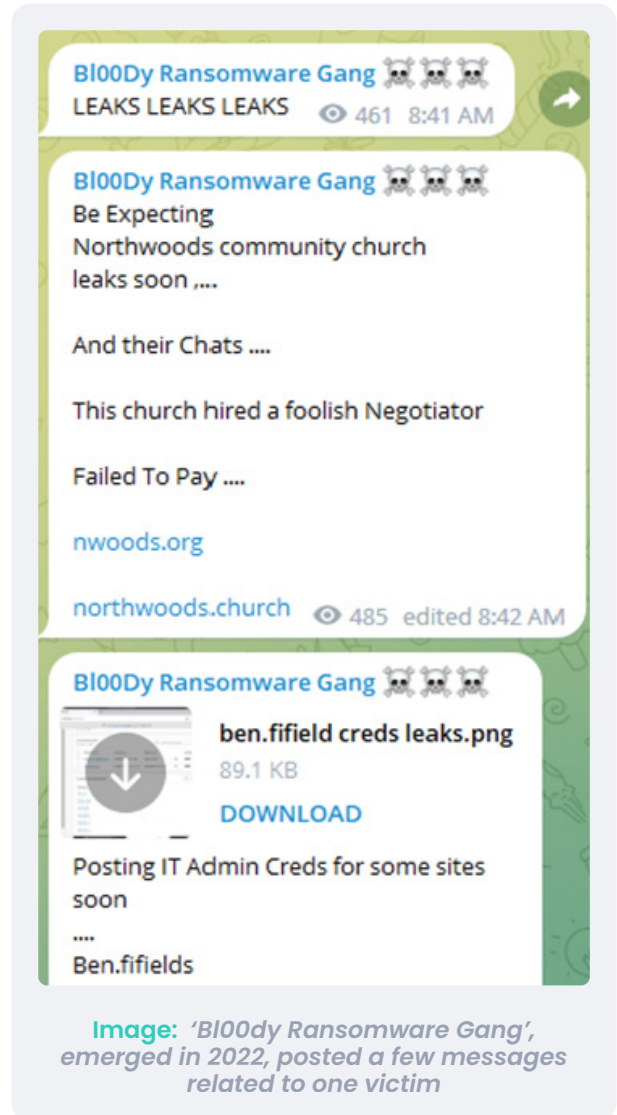 Bl00Dy Ransomware Gang ☠️ ☠️ ☠️
LEAKS LEAKS LEAKS 461 8:41 AM
Bl00Dy Ransomware Gang ☠️ ☠️ ☠️
Be Expecting
Northwoods community church
leaks soon ,...
And their Chats ....
This church hired a foolish Negotiator
Failed To Pay ....
nwoods.org
northwoods.church 485 edited 8:42 AM
Bl00Dy Ransomware Gang ☠️ ☠️ ☠️
ben.fifield creds leaks.png
89.1 KB
DOWNLOAD
Posting IT Admin Creds for some sites
soon
....
Ben.fifields
Image: ‘Bl00dy Ransomware Gang’,
emerged in 2022, posted a few messages
related to one victim